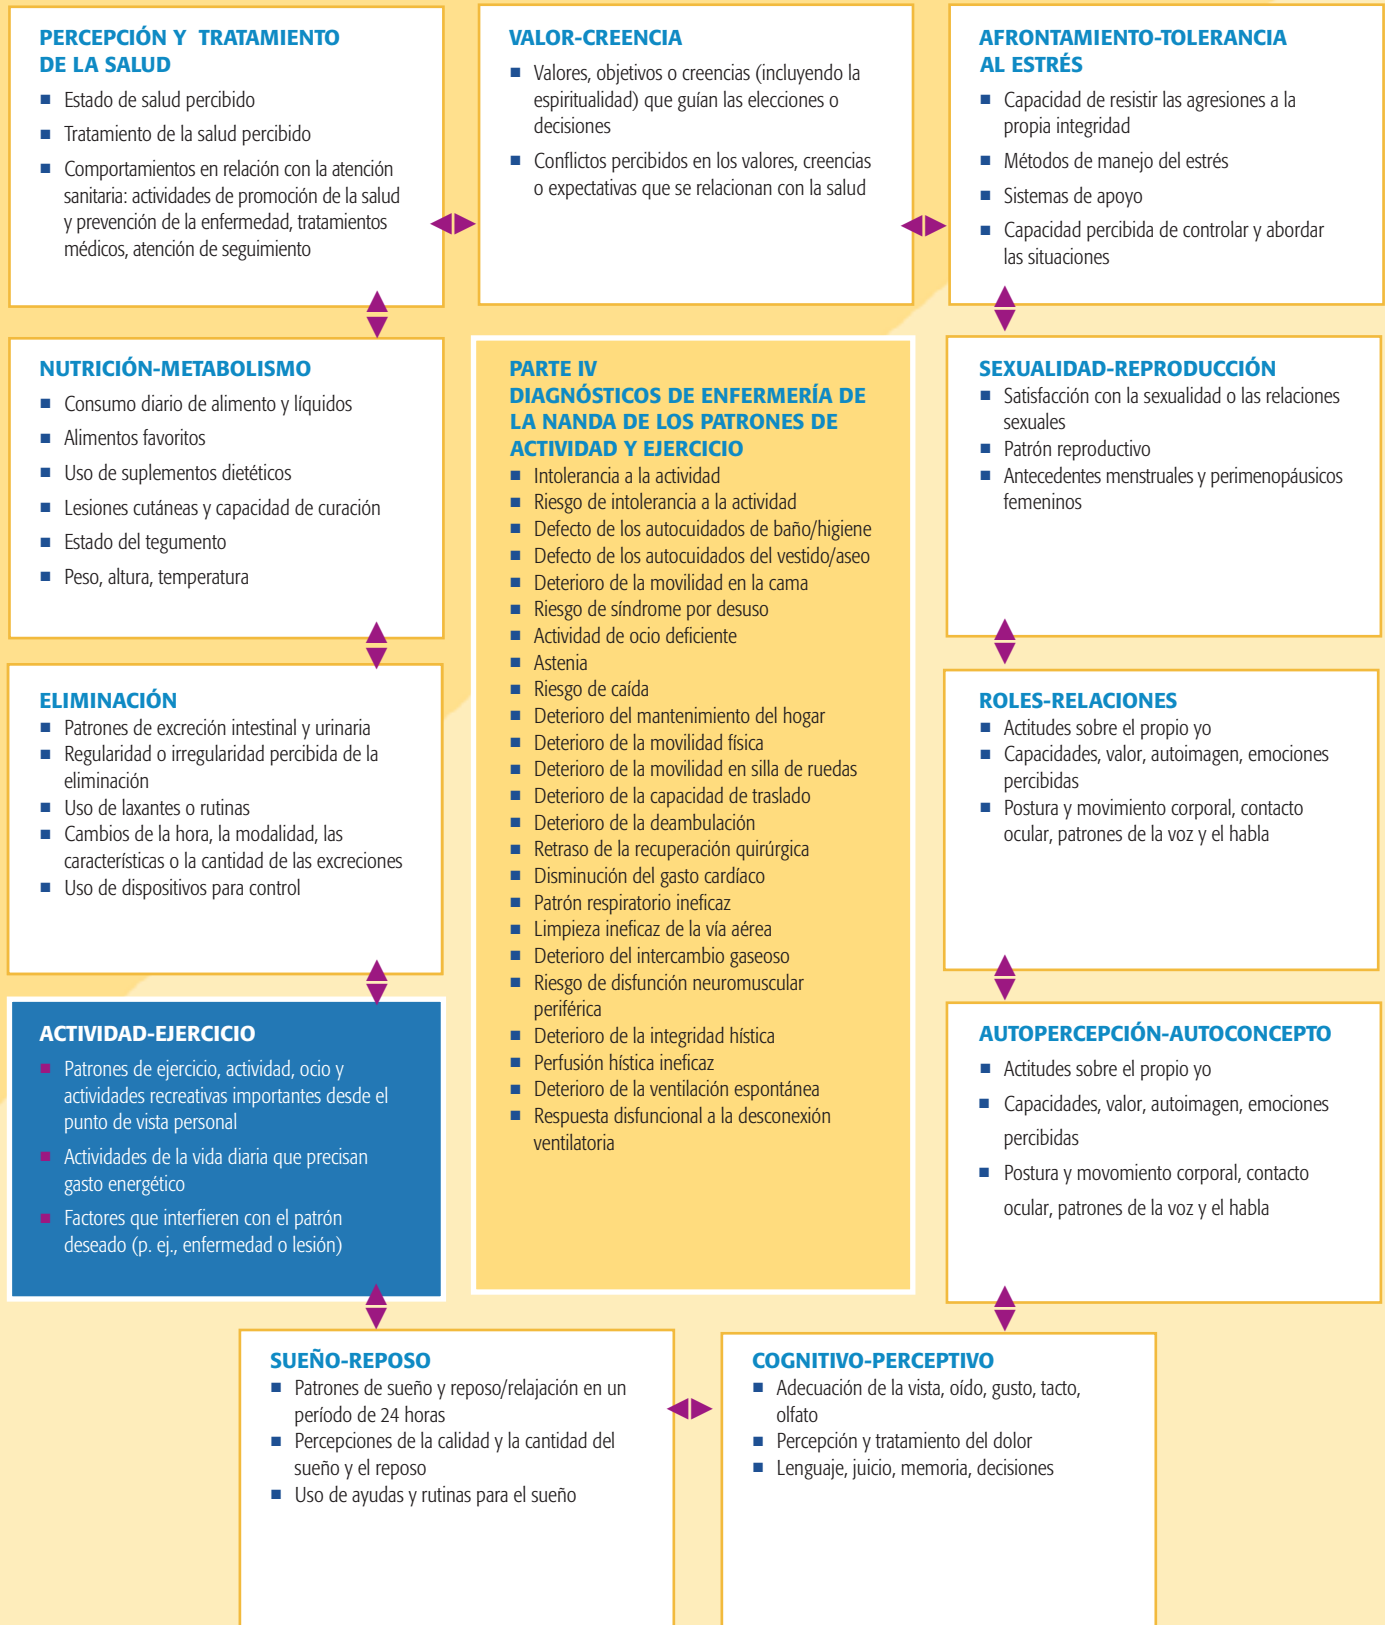 PERCEPCIÓN Y TRATAMIENTO
DE LA SALUD
Estado de salud percibido
Tratamiento de la salud percibido
Comportamientos en relación con la atención
sanitaria: actividades de promoción de la salud
y prevención de la enfermedad, tratamientos
médicos, atención de seguimiento
VALOR-CREENCIA
Valores, objetivos o creencias (incluyendo la
espiritualidad) que guían las elecciones o
decisiones
Conflictos percibidos en los valores, creencias
o expectativas que se relacionan con la salud
AFRONTAMIENTO-TOLERANCIA
AL ESTRÉS
Capacidad de resistir las agresiones a la
propia integridad
Métodos de manejo del estrés
Sistemas de apoyo
Capacidad percibida de controlar y abordar
las situaciones
NUTRICIÓN-METABOLISMO
Consumo diario de alimento y líquidos
Alimentos favoritos
Uso de suplementos dietéticos
Lesiones cutáneas y capacidad de curación
Estado del tegumento
Peso, altura, temperatura
PARTE IV
DIAGNÓSTICOS DE ENFERMERÍA DE
LA NANDA DE LOS PATRONES DE
ACTIVIDAD Y EJERCICIO
Intolerancia a la actividad
Riesgo de intolerancia a la actividad
Defecto de los autocuidados de baño/higiene
Defecto de los autocuidados del vestido/aseo
Deterioro de la movilidad en la cama
Riesgo de síndrome por desuso
Actividad de ocio deficiente
Astenia
Riesgo de caída
Deterioro del mantenimiento del hogar
Deterioro de la movilidad física
Deterioro de la movilidad en silla de ruedas
Deterioro de la capacidad de traslado
Deterioro de la deambulación
Retraso de la recuperación quirúrgica
Disminución del gasto cardíaco
Patrón respiratorio ineficaz
Limpieza ineficaz de la vía aérea
Deterioro del intercambio gaseoso
Riesgo de disfunción neuromuscular
periférica
Deterioro de la integridad hística
Perfusión hística ineficaz
Deterioro de la ventilación espontánea
Respuesta disfuncional a la desconexión
ventilatoria
SEXUALIDAD-REPRODUCCIÓN
Satisfacción con la sexualidad o las relaciones
sexuales
Patrón reproductivo
Antecedentes menstruales y perimenopáusicos
femeninos
ELIMINACIÓN
Patrones de excreción intestinal y urinaria
Regularidad o irregularidad percibida de la
eliminación
Uso de laxantes o rutinas
Cambios de la hora, la modalidad, las
características o la cantidad de las excreciones
Uso de dispositivos para control
ROLES-RELACIONES
Actitudes sobre el propio yo
Capacidades, valor, autoimagen, emociones
percibidas
Postura y movimiento corporal, contacto
ocular, patrones de la voz y el habla
ACTIVIDAD-EJERCICIO
Patrones de ejercicio, actividad, ocio y
actividades recreativas importantes desde el
punto de vista personal
Actividades de la vida diaria que precisan
gasto energético
Factores que interfieren con el patrón
deseado (p. ej., enfermedad o lesión)
AUTOPERCEPCIÓN-AUTOCONCEPTO
Actitudes sobre el propio yo
Capacidades, valor, autoimagen, emociones
percibidas
Postura y movomiento corporal, contacto
ocular, patrones de la voz y el habla
SUEÑO-REPOSO
Patrones de sueño y reposo/relajación en un
período de 24 horas
Percepciones de la calidad y la cantidad del
sueño y el reposo
Uso de ayudas y rutinas para el sueño
COGNITIVO-PERCEPTIVO
Adecuación de la vista, oído, gusto, tacto,
olfato
Percepción y tratamiento del dolor
Lenguaje, juicio, memoria, decisiones